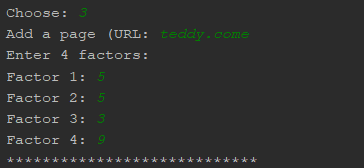 Choose: 3
Add a page (URL: teddy.come
Enter 4 factors:
Factor 1: 5
Factor 2: 5
Factor 3: 3
Factor 4: 9
****************************